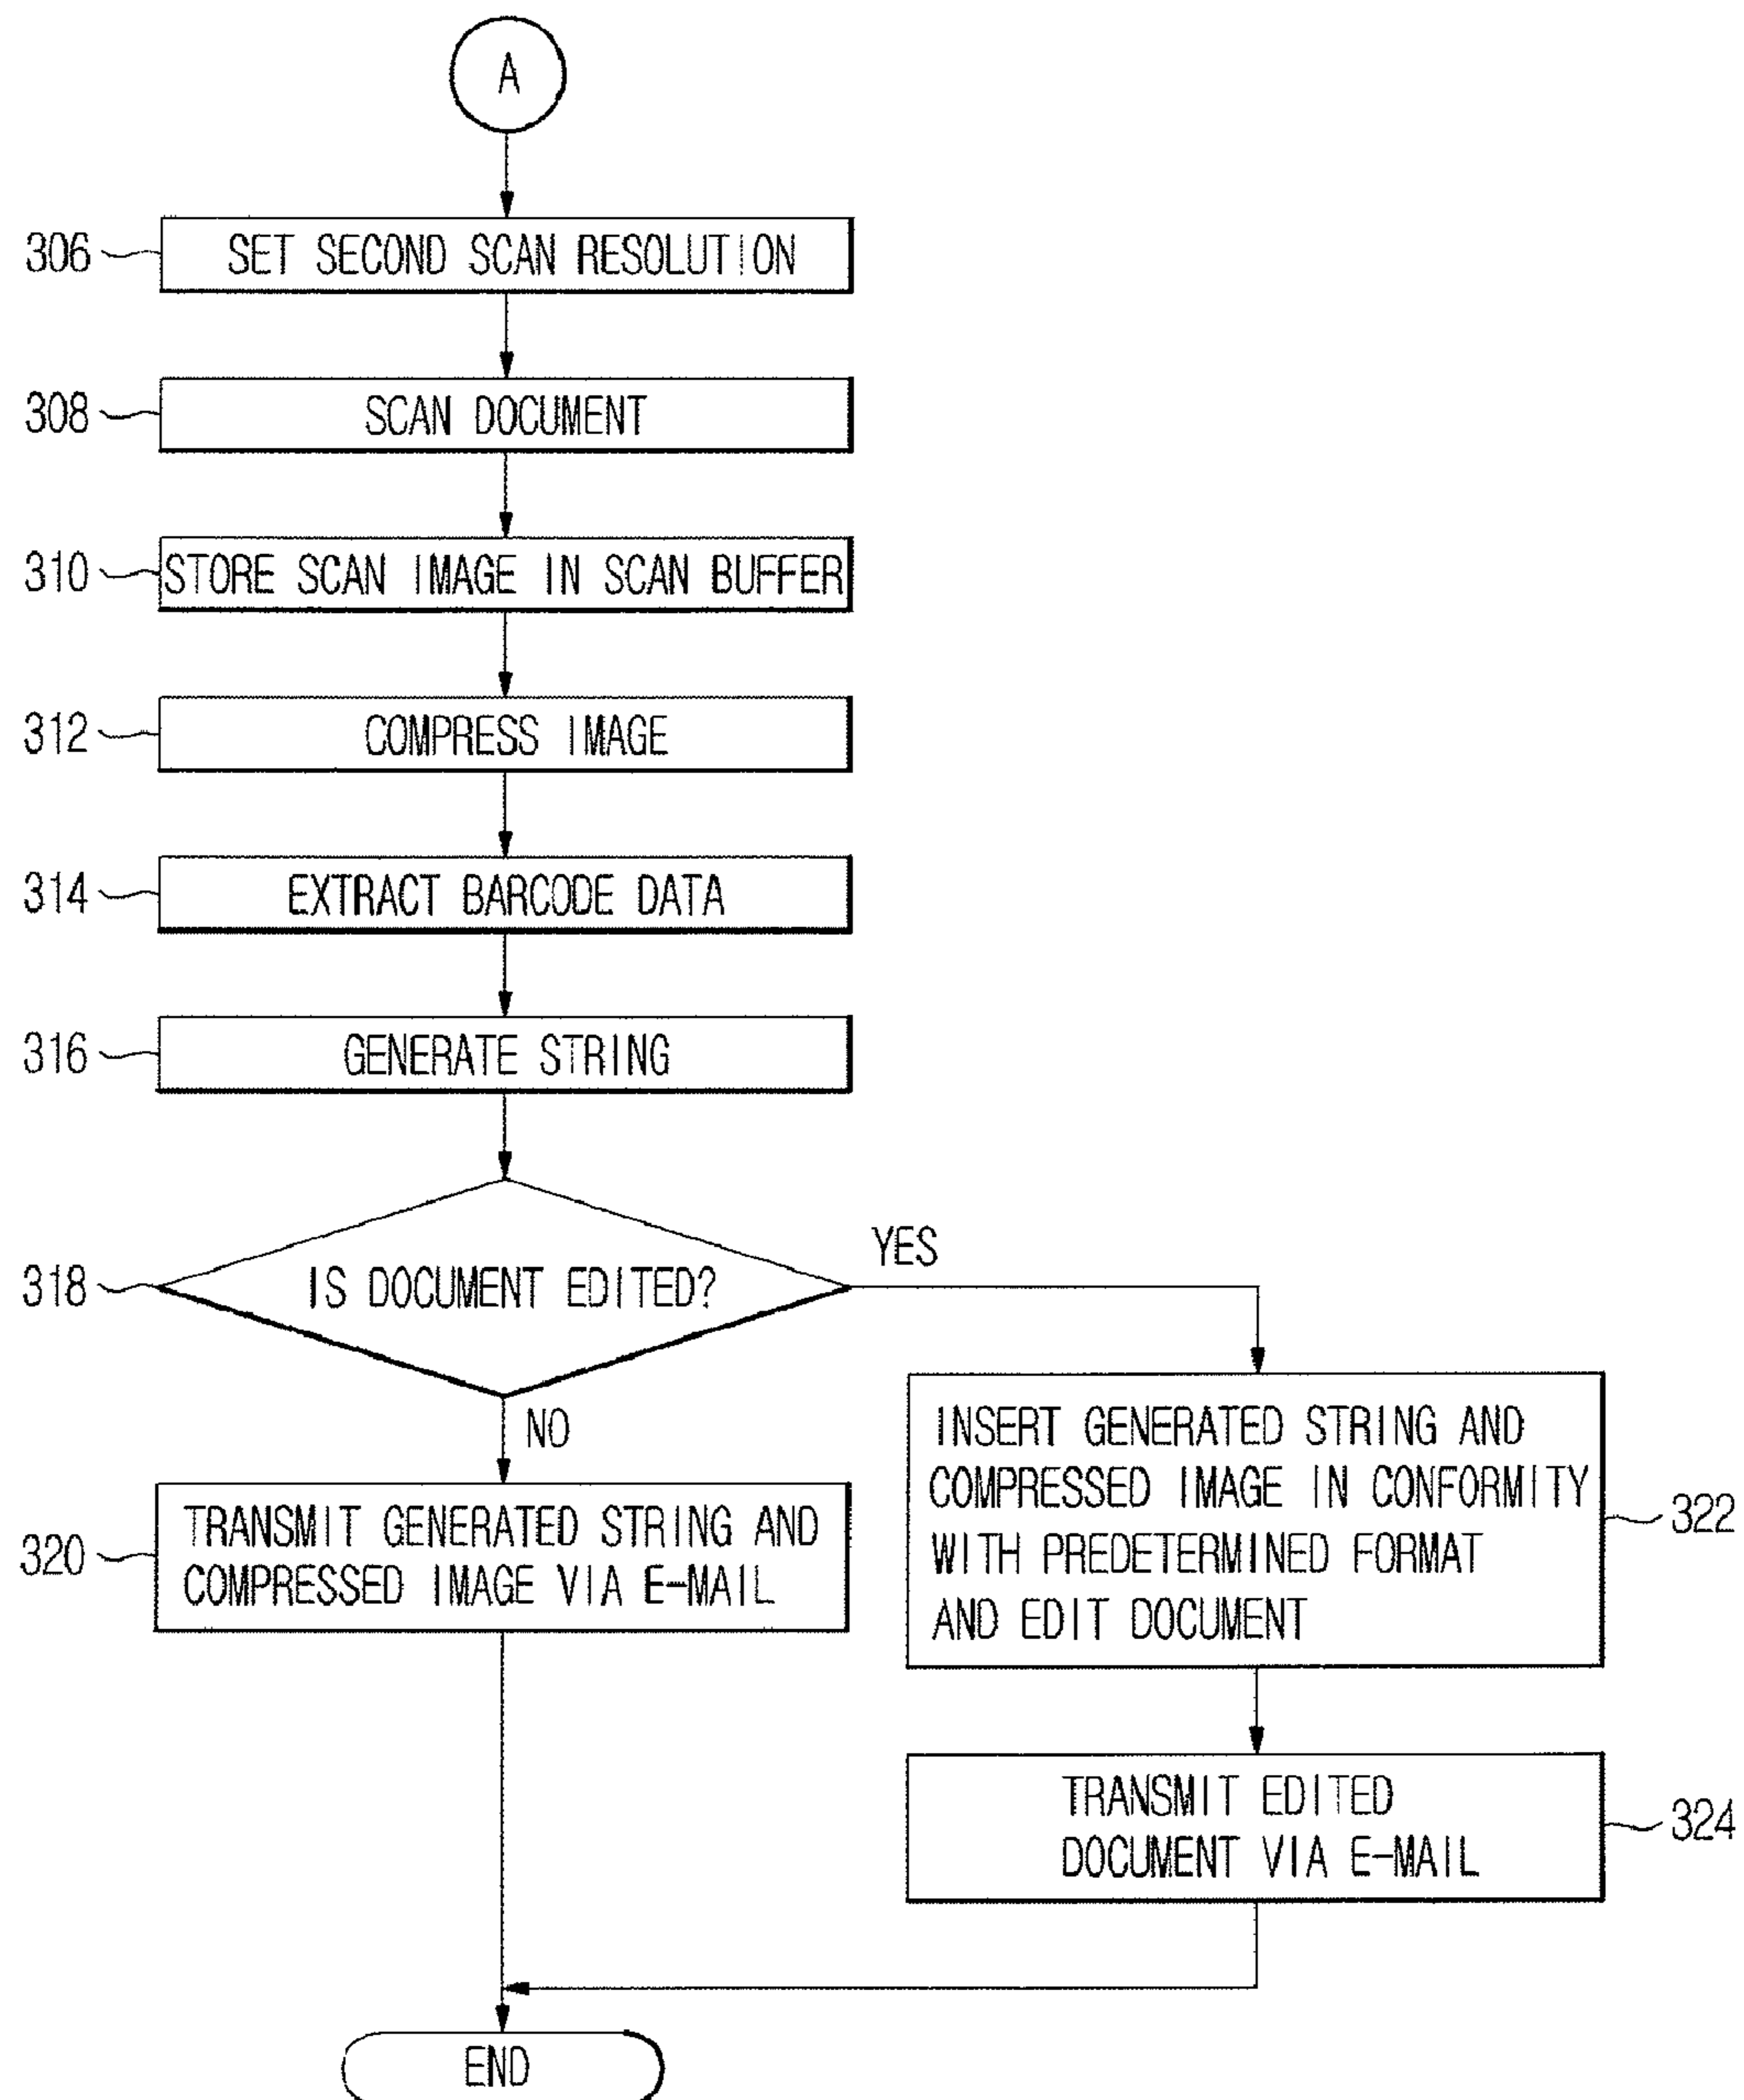 A
306
SET SECOND SCAN RESOLUTION
308
SCAN DOCUMENT
310
STORE SCAN IMAGE IN SCAN BUFFER
312
COMPRESS IMAGE
314
EXTRACT BARCODE DATA
316
GENERATE STRING
318
IS DOCUMENT EDITED?
YES
NO
320
TRANSMIT GENERATED STRING AND
COMPRESSED IMAGE VIA E-MAIL
INSERT GENERATED STRING AND
COMPRESSED IMAGE IN CONFORMITY
WITH PREDETERMINED FORMAT
AND EDIT DOCUMENT
322
TRANSMIT EDITED
DOCUMENT VIA E-MAIL
324
END